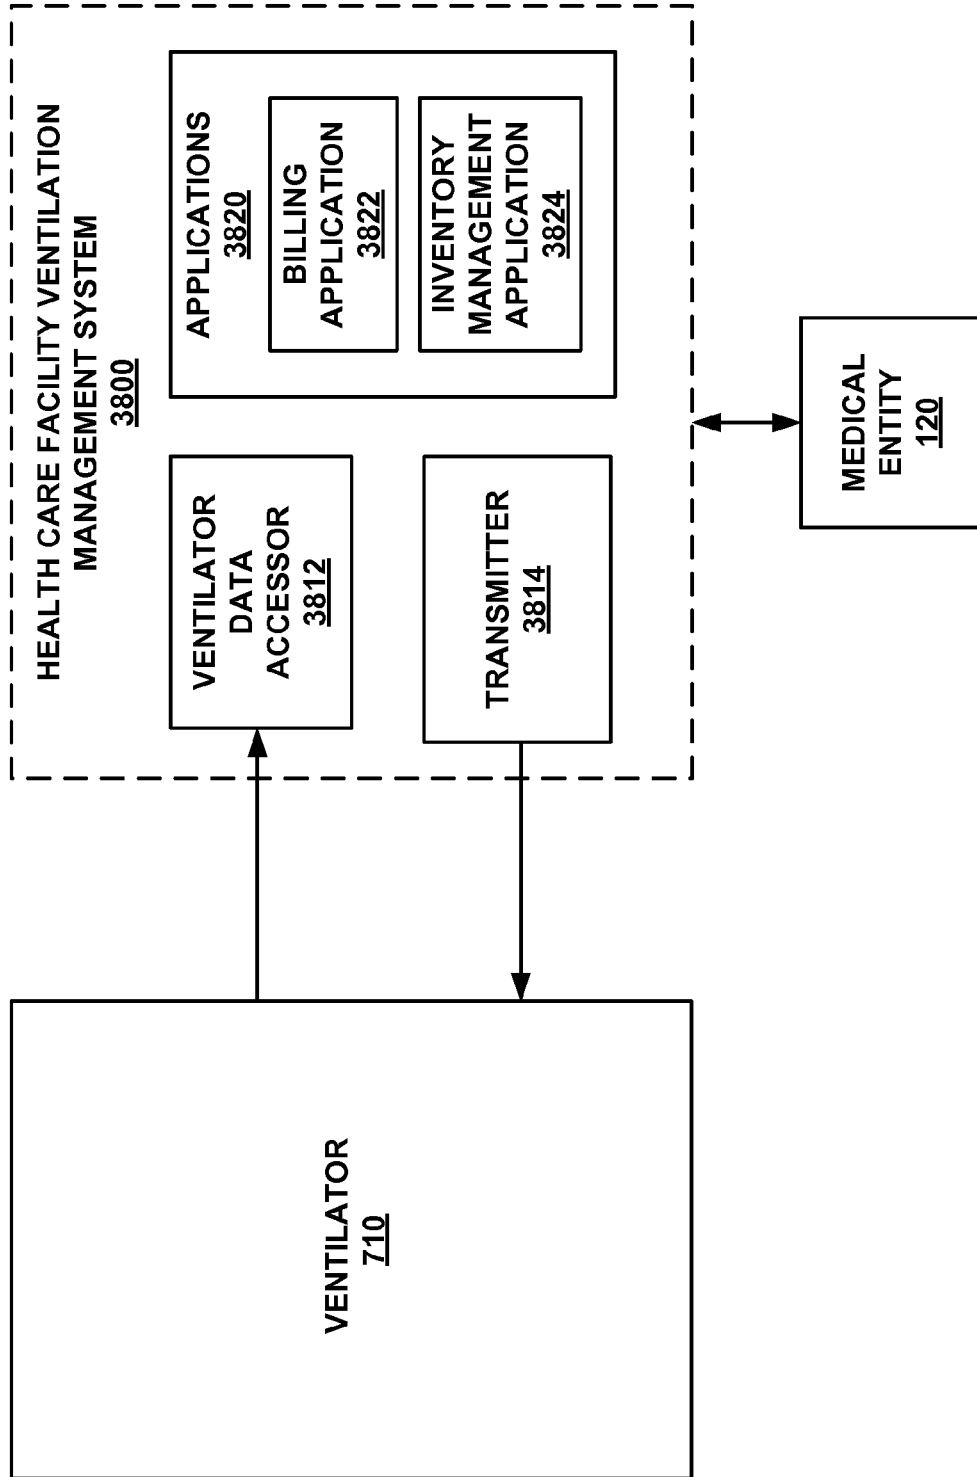 HEALTH CARE FACILITY VENTILATION
MANAGEMENT SYSTEM
3800
VENTILATOR
710
VENTILATOR
DATA
ACCESSOR
3812
TRANSMITTER
3814
APPLICATIONS
3820
BILLING
APPLICATION
3822
INVENTORY
MANAGEMENT
APPLICATION
3824
MEDICAL
ENTITY
120